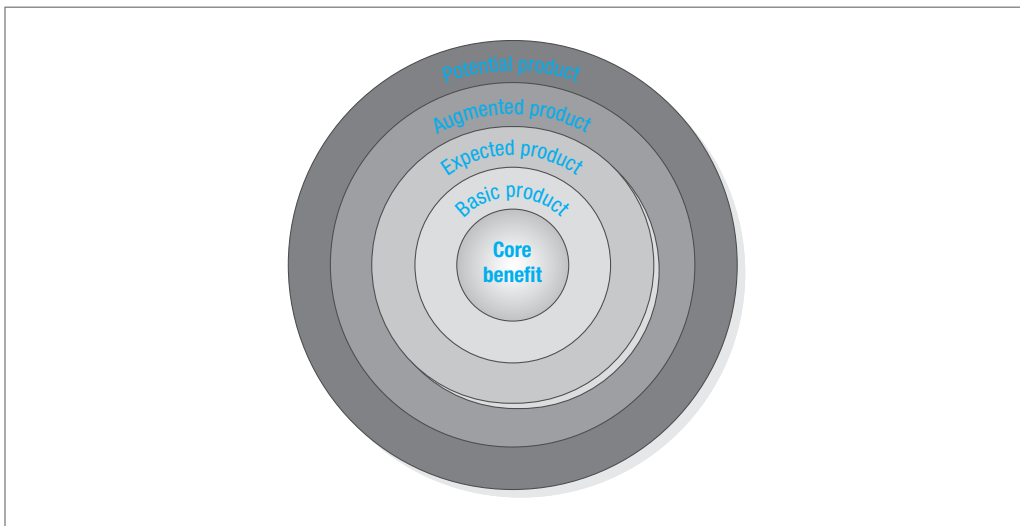 Potential product
Augmented product
Expected product
Basic product
Core
benefit